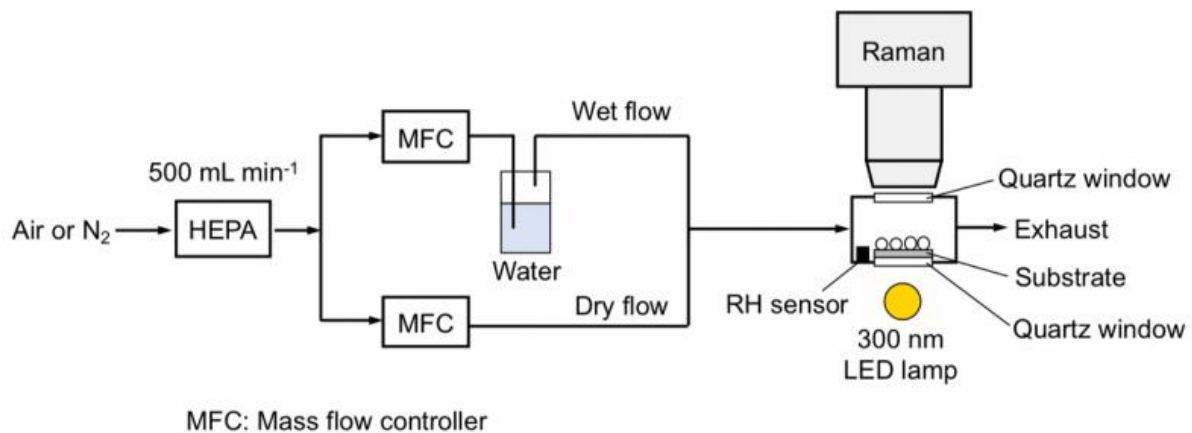 Raman
MFC
Wet flow
500 mL min⁻¹
Quartz window
Air or N₂
HEPA
Exhaust
Water
Substrate
RH sensor
MFC
Dry flow
Quartz window
300 nm
LED lamp
MFC: Mass flow controller